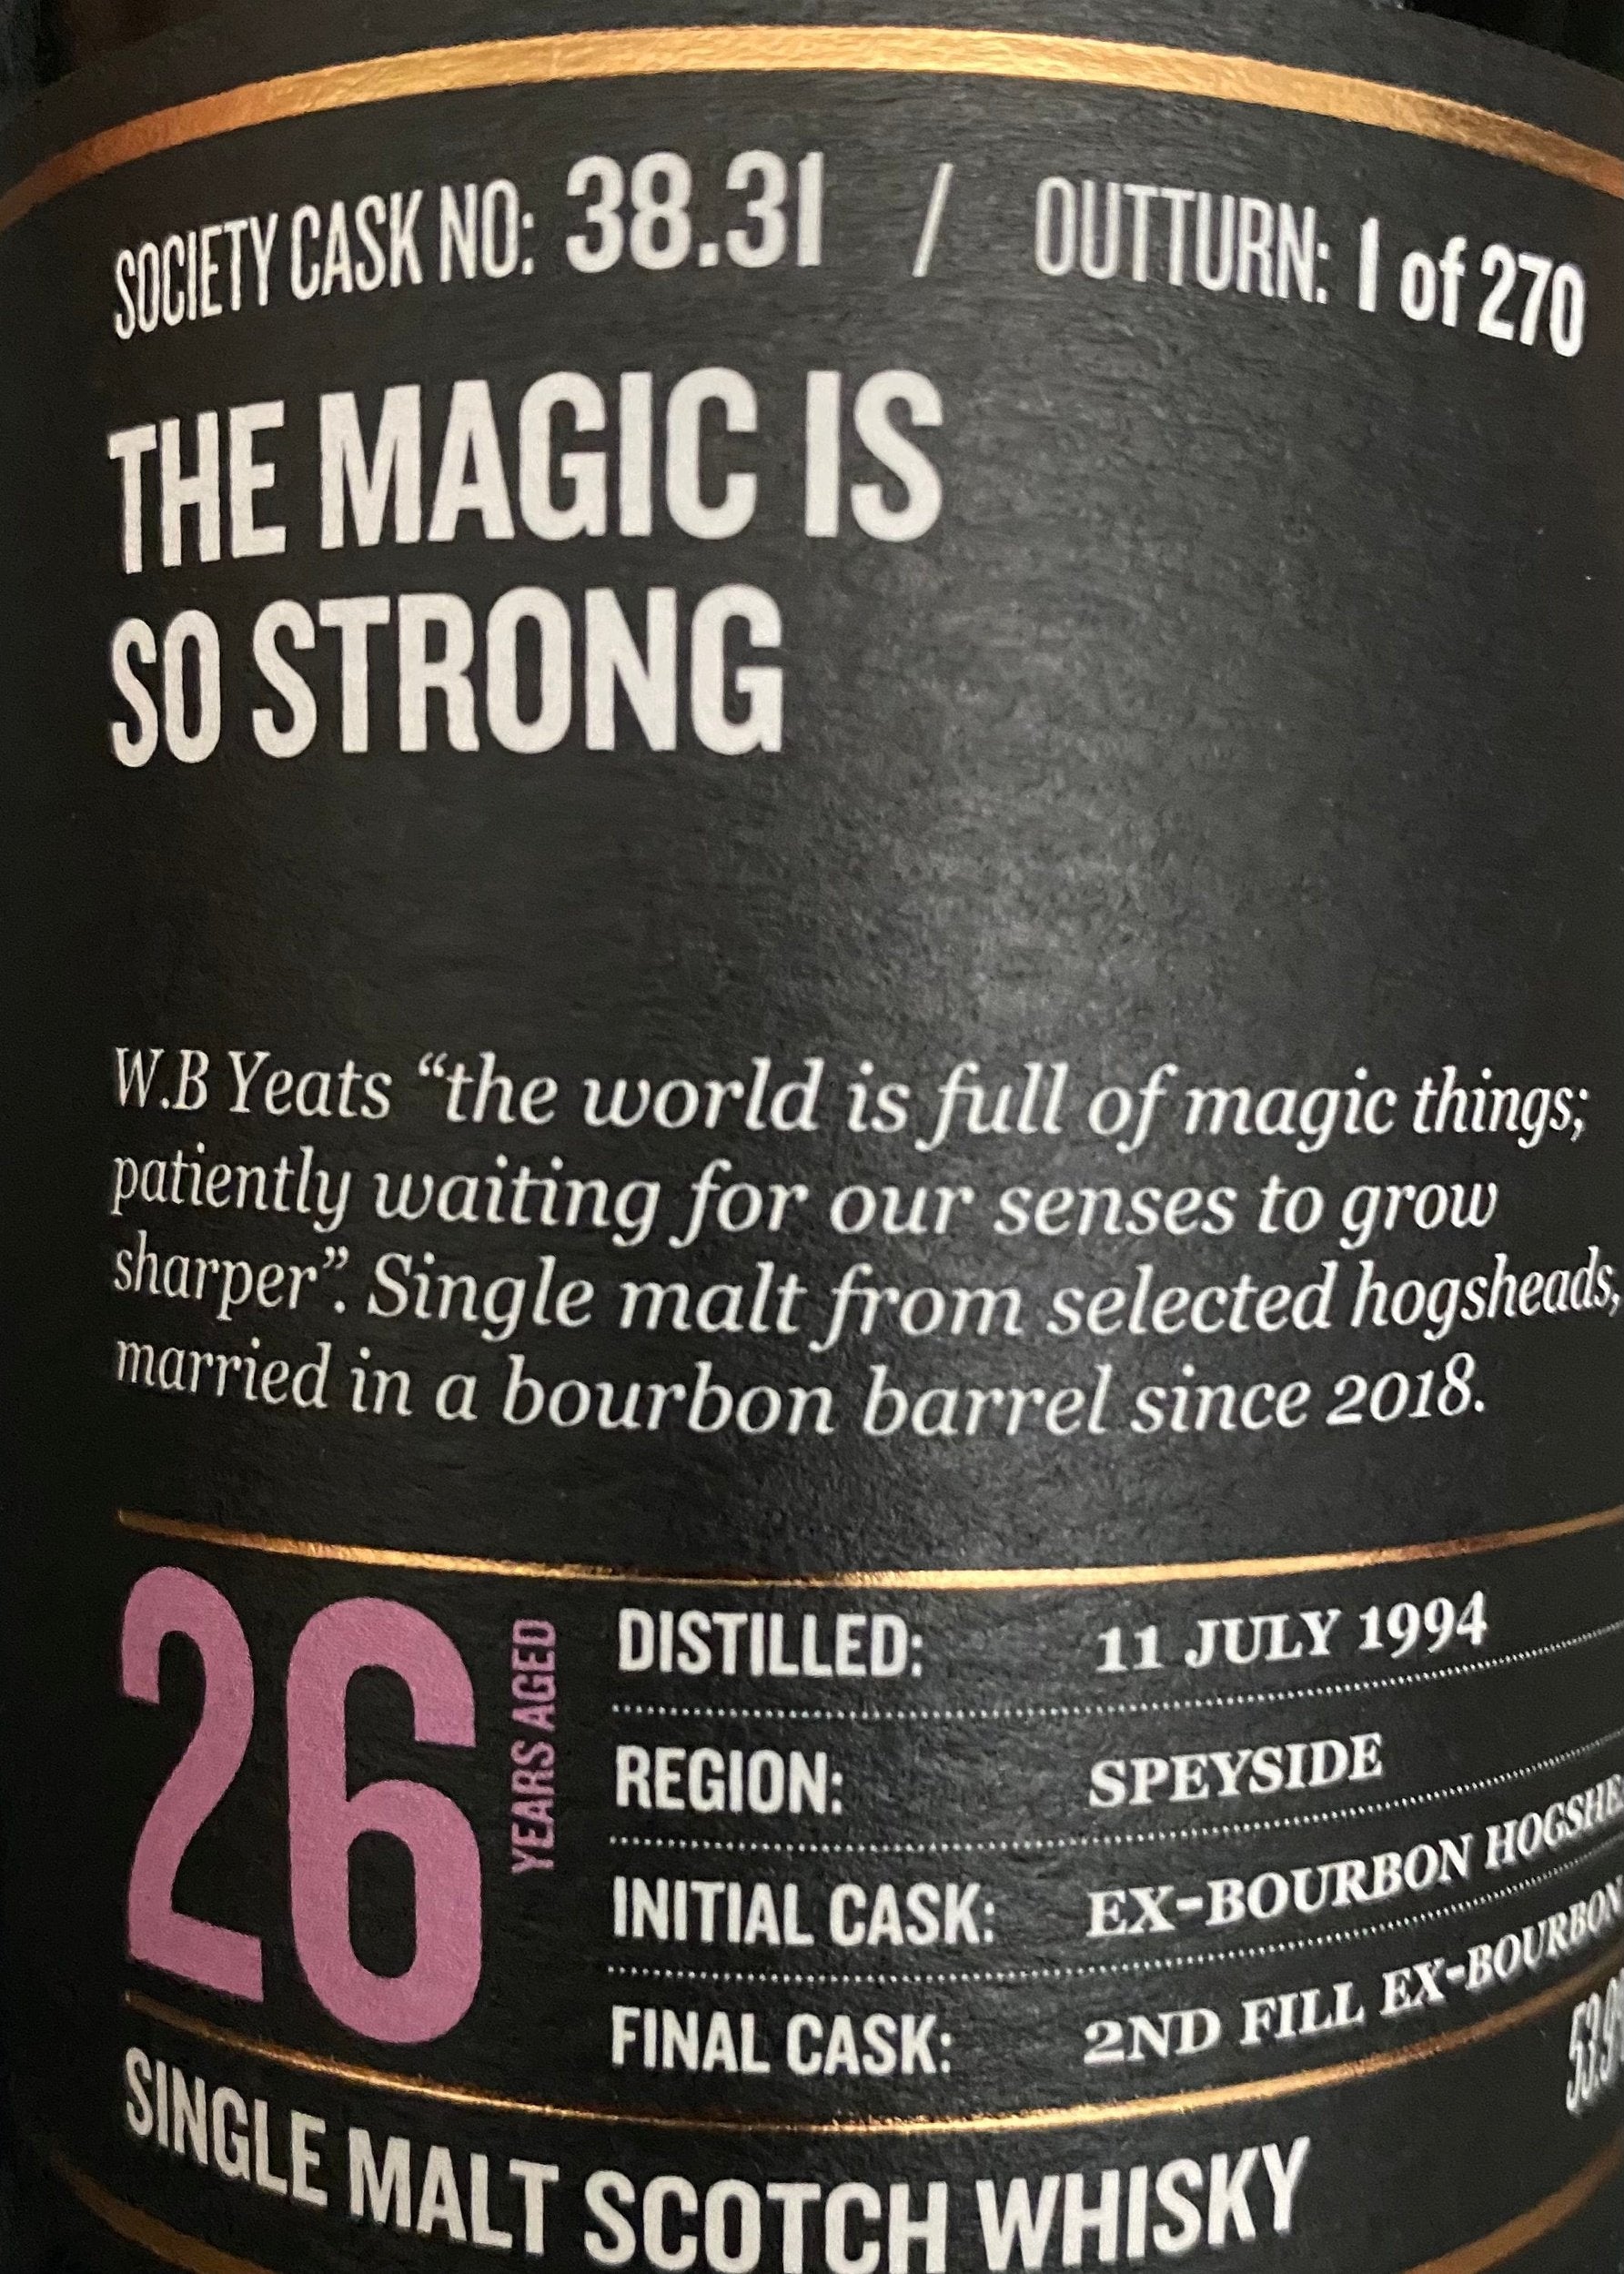 SOCIETY CASK NO: 38.31 / OUTTURN: 1 of 270
THE MAGIC IS
SO STRONG
W.B Yeats “the world is full of magic things;
patiently waiting for our senses to grow
sharper”. Single malt from selected hogsheads,
married in a bourbon barrel since 2018.
26 YEARS AGED
DISTILLED: 11 JULY 1994
REGION: SPEYSIDE
INITIAL CASK: EX-BOURBON
FINAL CASK: 2ND FILL EX-BOURBON
SINGLE MALT SCOTCH WHISKY